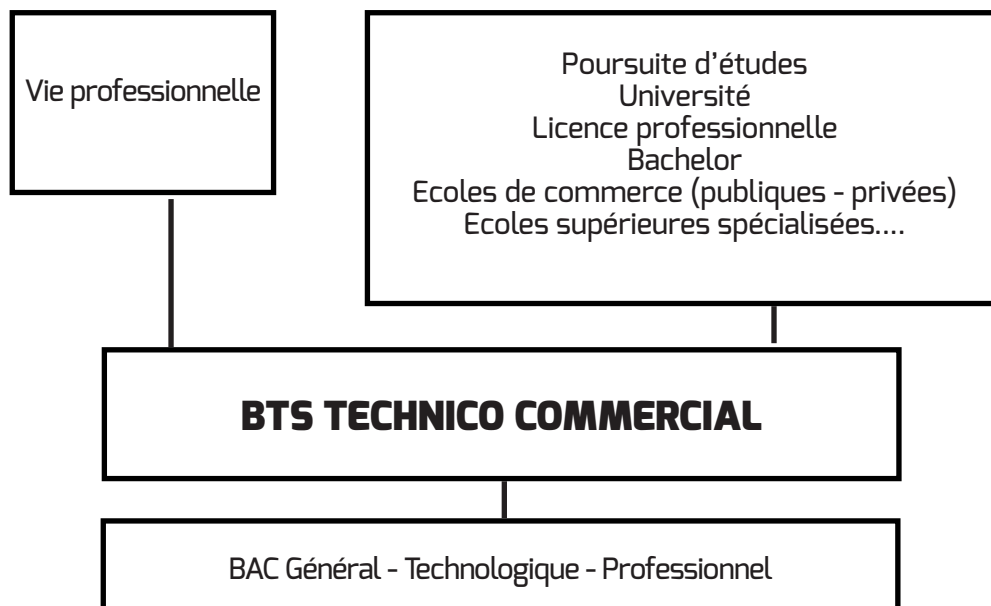 Vie professionnelle
Poursuite d'études
Université
Licence professionnelle
Bachelor
Ecoles de commerce (publiques - privées)
Ecoles supérieures spécialisées....
BTS TECHNICO COMMERCIAL
BAC Général - Technologique - Professionnel